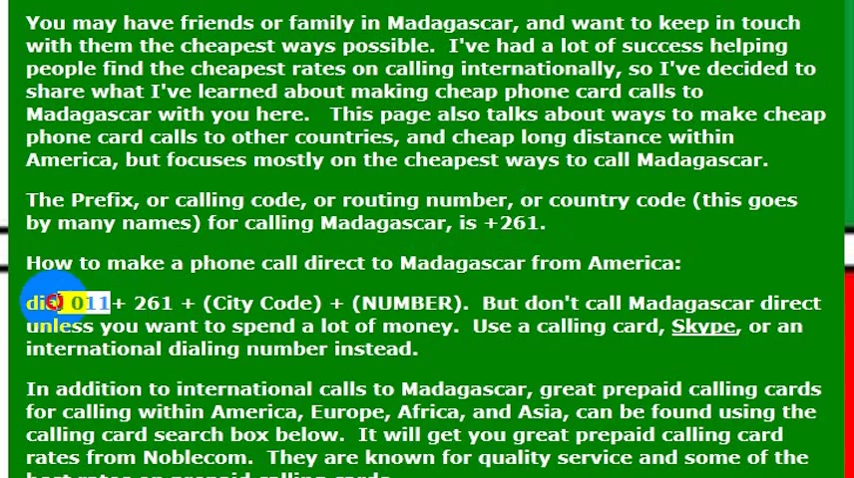 You may have friends or family in Madagascar, and want to keep in touch
with them the cheapest ways possible.  I've had a lot of success helping
people find the cheapest rates on calling internationally, so I've decided to
share what I've learned about making cheap phone card calls to
Madagascar with you here.   This page also talks about ways to make cheap
phone card calls to other countries, and cheap long distance within
America, but focuses mostly on the cheapest ways to call Madagascar.
The Prefix, or calling code, or routing number, or country code (this goes
by many names) for calling Madagascar, is +261.
How to make a phone call direct to Madagascar from America:
dial 011+ 261 + (City Code) + (NUMBER).  But don't call Madagascar direct
unless you want to spend a lot of money.  Use a calling card, Skype, or an
international dialing number instead.
In addition to international calls to Madagascar, great prepaid calling cards
for calling within America, Europe, Africa, and Asia, can be found using the
calling card search box below.  It will get you great prepaid calling card
rates from Noblecom.  They are known for quality service and some of the
best rates on prepaid calling cards.